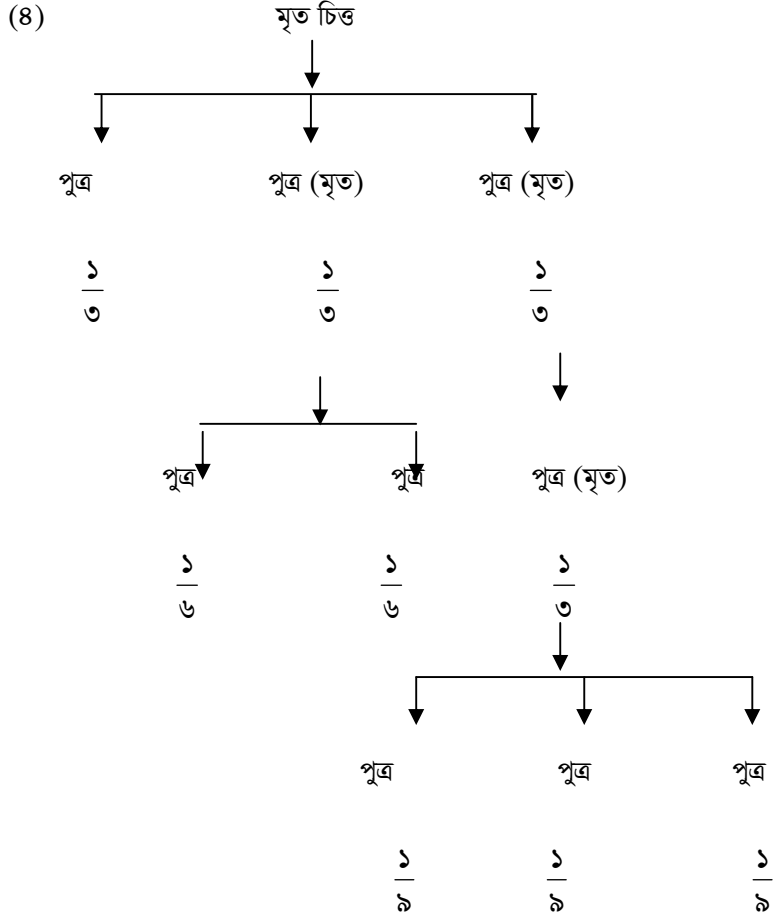 (৪) মৃত চিত্ত
পুত্র পুত্র (মৃত) পুত্র (মৃত)
১/৩ ১/৩ ১/৩
পুত্র পুত্র পুত্র (মৃত)
১/৬ ১/৬ ১/৩
পুত্র পুত্র পুত্র
১/৯ ১/৯ ১/৯